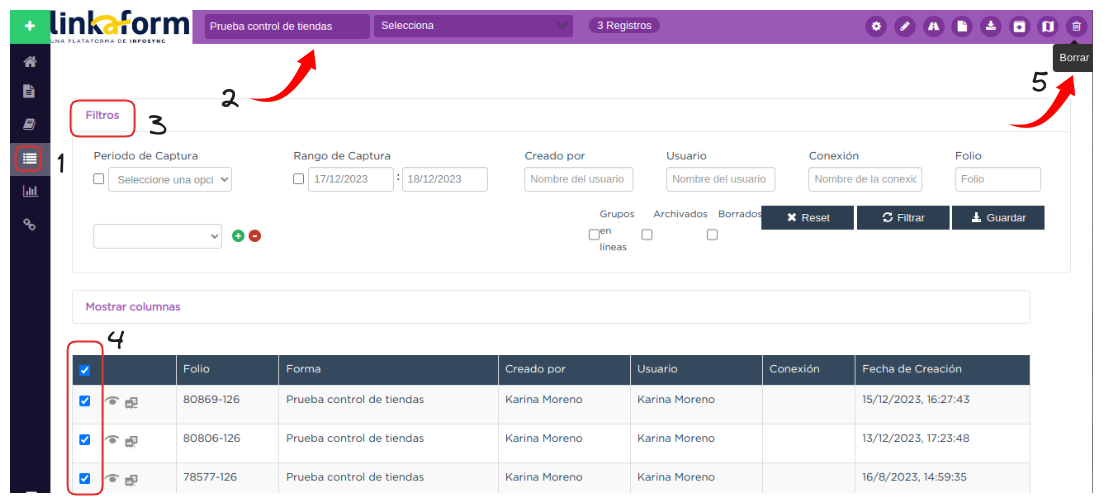 + linkaform Prueba control de tiendas Selecciona 3 Registros
UNA PLATAFORMA DE INFOSYNC
Borrar
5
2
Filtros
3
1
Periodo de Captura Rango de Captura Creado por Usuario Conexión Folio
Seleccione una opci 17/12/2023 : 18/12/2023 Nombre del usuario Nombre del usuario Nombre de la conexić Folio
Grupos en líneas Archivados Borrados Reset Filtrar Guardar
Mostrar columnas
4
Folio Forma Creado por Usuario Conexión Fecha de Creación
80869-126 Prueba control de tiendas Karina Moreno Karina Moreno 15/12/2023, 16:27:43
80806-126 Prueba control de tiendas Karina Moreno Karina Moreno 13/12/2023, 17:23:48
78577-126 Prueba control de tiendas Karina Moreno Karina Moreno 16/8/2023, 14:59:35